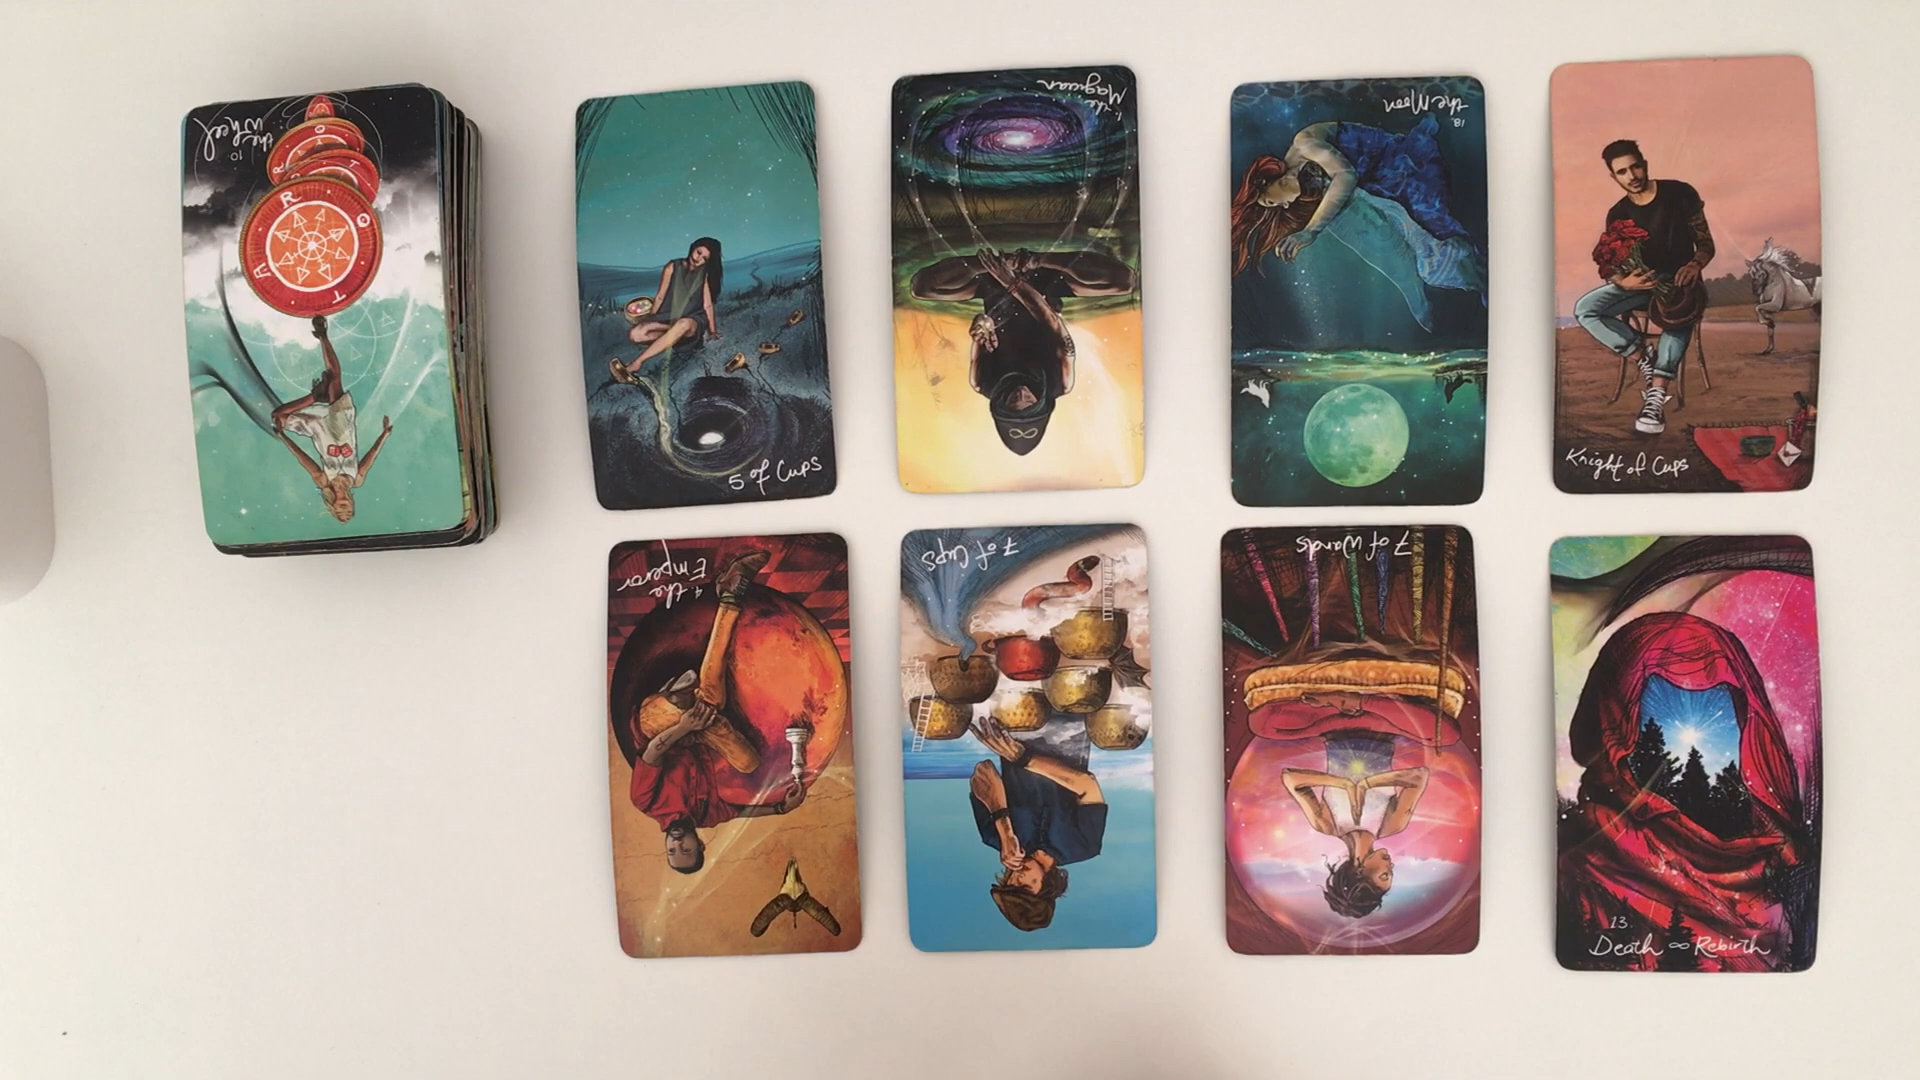 10
the
Wheel
T
A
R
O
T
A
R
O
T
5 of Cups
1. the
Magician
18.
the Moon
Knight of Cups
4. the
Emperor
7 of Cups
7 of Wands
13
Death ∞ Rebirth